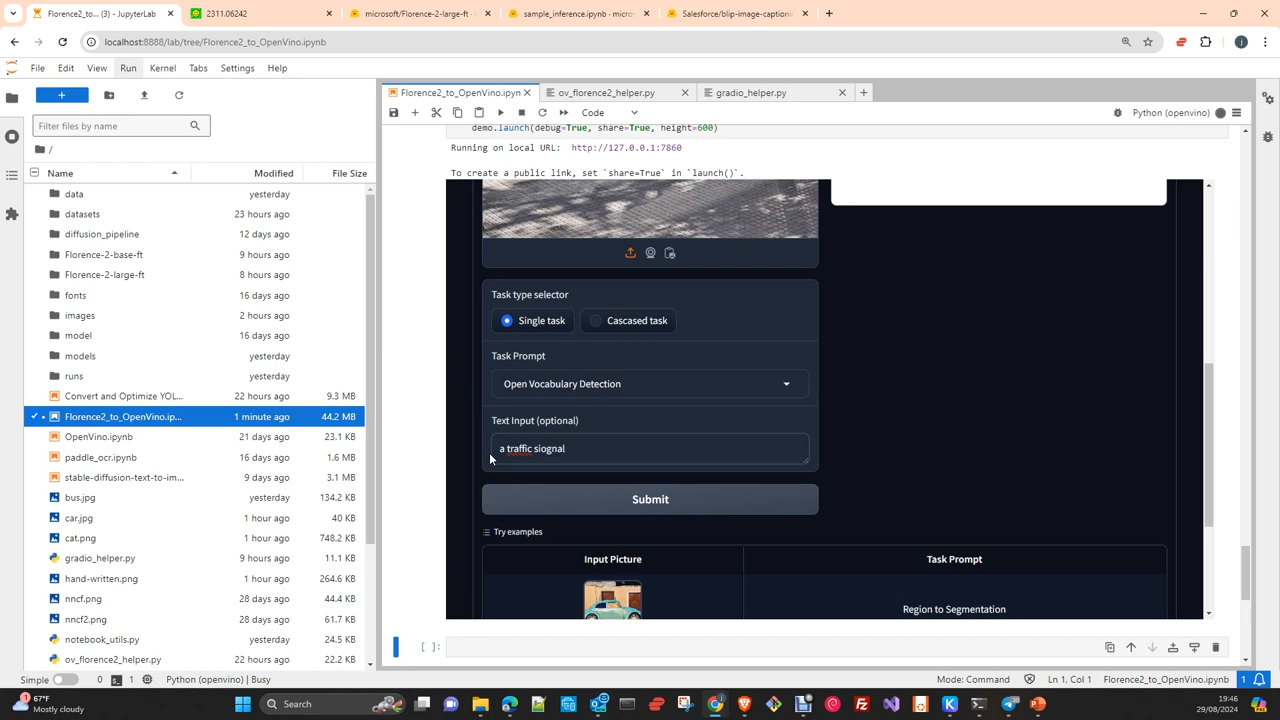 Florence2_to... (3) - JupyterLab
2311.06242
microsoft/Florence-2-large-ft
sample_inference.ipynb · micros
Salesforce/blip-image-captionin
localhost:8888/lab/tree/Florence2_to_OpenVino.ipynb
File Edit View Run Kernel Tabs Settings Help
Florence2_to_OpenVino.ipyn
ov_florence2_helper.py
gradio_helper.py
Code
Python (openvino)
Filter files by name
/
Name Modified File Size
data yesterday
datasets 23 hours ago
diffusion_pipeline 12 days ago
Florence-2-base-ft 9 hours ago
Florence-2-large-ft 8 hours ago
fonts 16 days ago
images 2 hours ago
model 16 days ago
models yesterday
runs yesterday
Convert and Optimize YOL... yesterday 9.3 MB
Florence2_to_OpenVino.ip... 1 minute ago 44.2 MB
OpenVino.ipynb 21 days ago 23.1 KB
paddle_ocr.ipynb 16 days ago 1.6 MB
stable-diffusion-text-to-im... 9 days ago 3.1 MB
bus.jpg yesterday 134.2 KB
car.jpg 1 hour ago 40 KB
cat.png 1 hour ago 748.2 KB
gradio_helper.py 9 hours ago 11.1 KB
hand-written.png 1 hour ago 264.6 KB
nncf.png 28 days ago 44.4 KB
nncf2.png 28 days ago 61.7 KB
notebook_utils.py yesterday 24.5 KB
ov_florence2_helper.py 22 hours ago 22.2 KB
demo.launch(debug=True, share=True, height=600)
Running on local URL: http://127.0.0.1:7860
To create a public link, set `share=True` in `launch()`.
Task type selector
Single task Cascased task
Task Prompt
Open Vocabulary Detection
Text Input (optional)
a traffic siognal
Submit
Try examples
Input Picture Task Prompt
Region to Segmentation
[ ]:
Simple 0 1 Python (openvino) | Busy
Mode: Command Ln 1, Col 1 Florence2_to_OpenVino.ipynb 1
67°F
Mostly cloudy
Search
19:46
29/08/2024